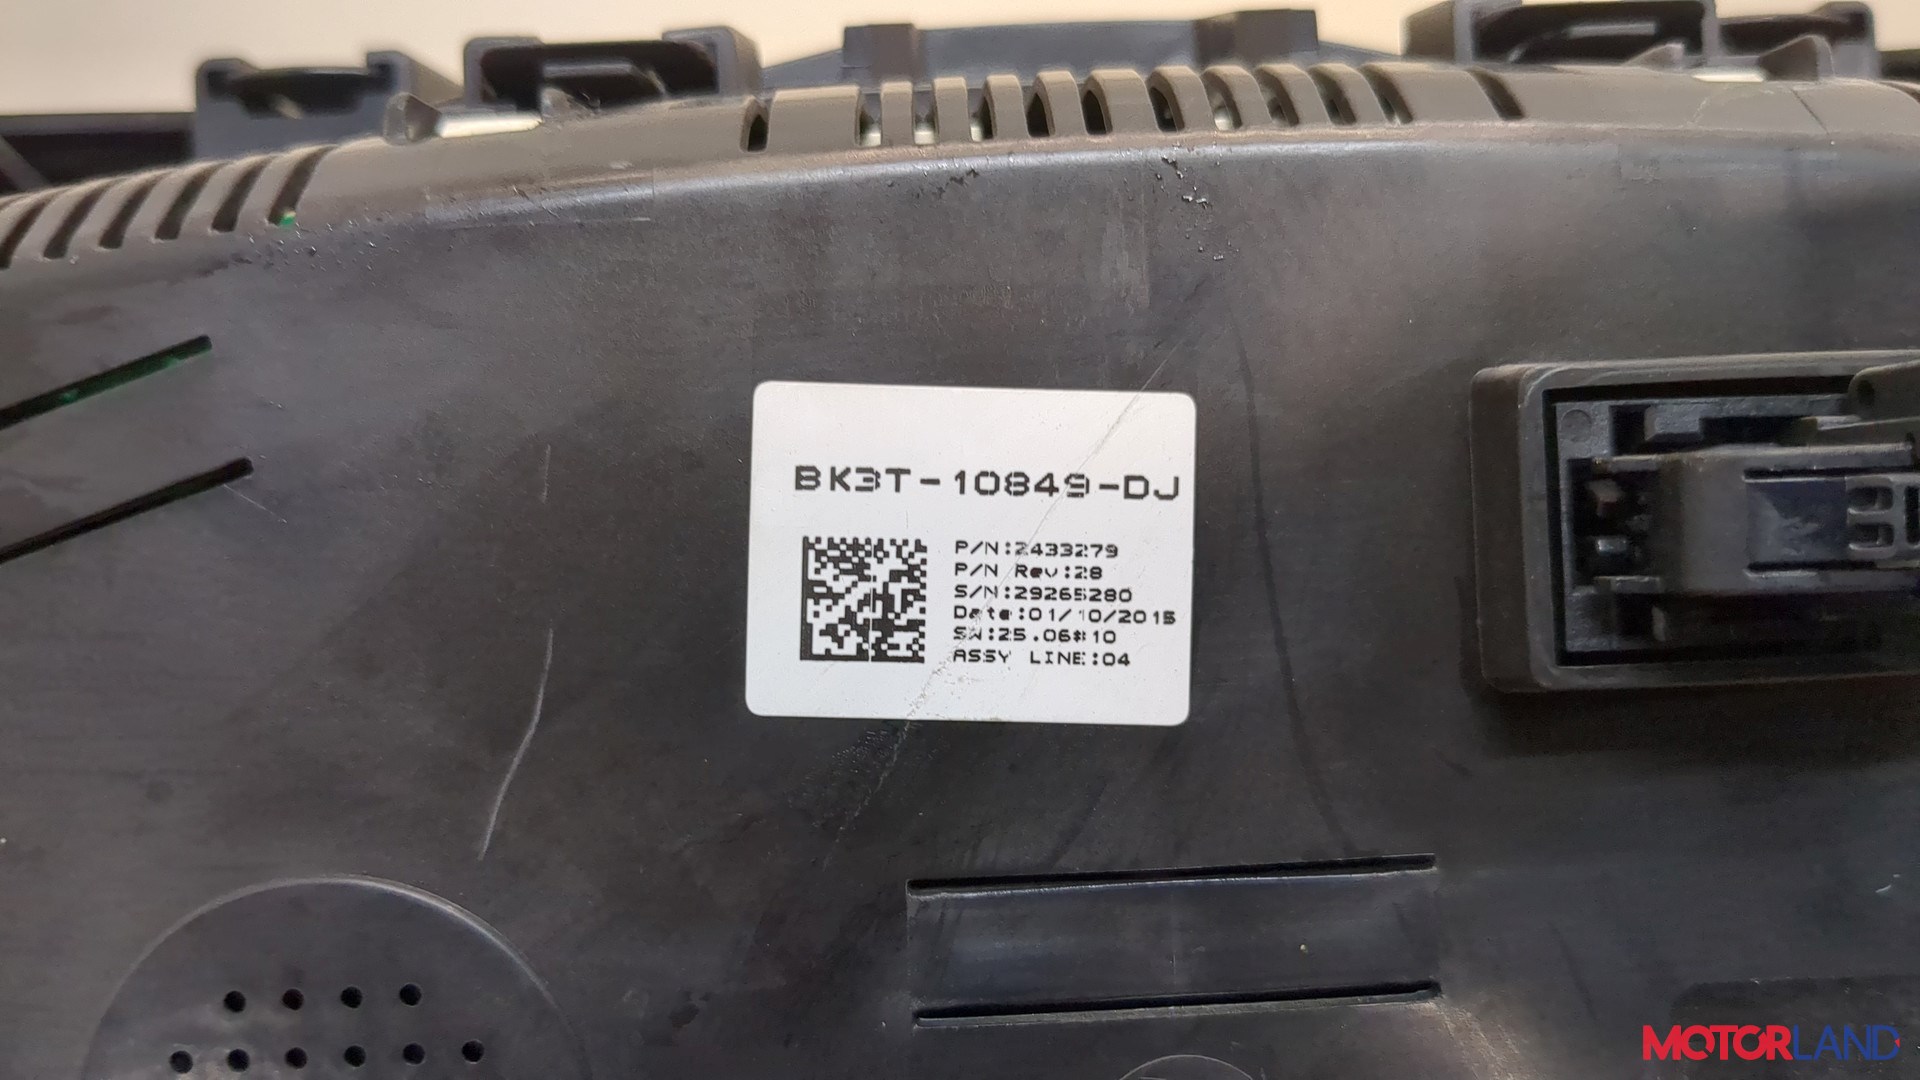 BK3T-10849-DJ
P/N:2433279
P/N Rev:28
S/N:29265280
Date:01/10/2015
SW:25.06#10
ASSY LINE:04
MOTORLAND